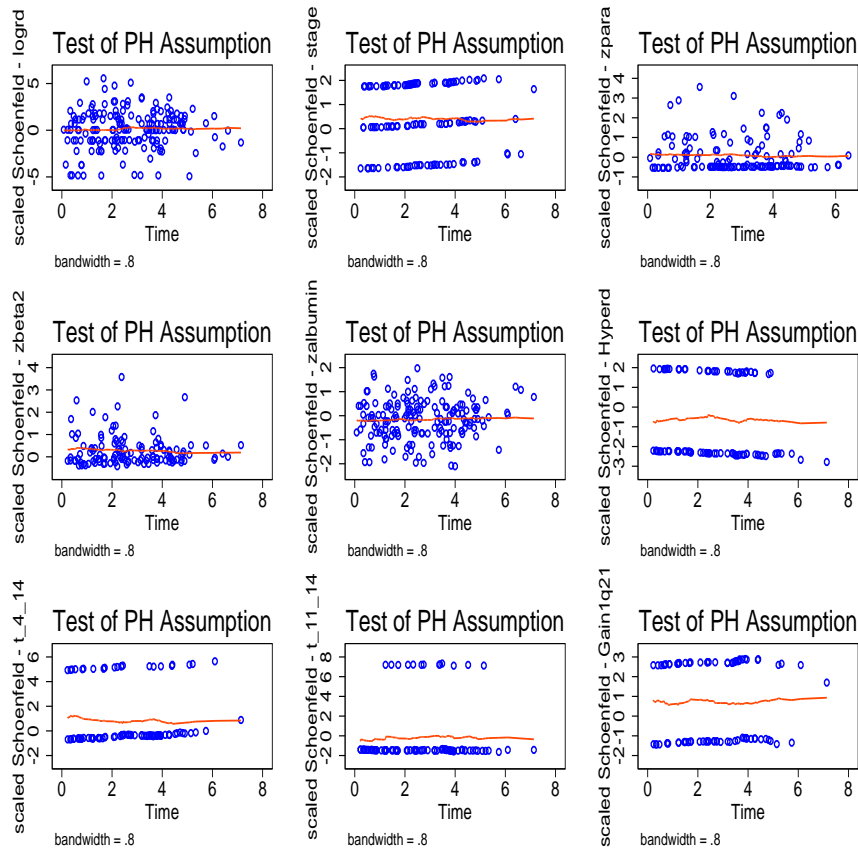 Test of PH Assumption
scaled Schoenfeld - logrd
5
0
-5
0 2 4 6 8
Time
bandwidth = .8
Test of PH Assumption
scaled Schoenfeld - stage
2
1
0
-1
-2
0 2 4 6 8
Time
bandwidth = .8
Test of PH Assumption
scaled Schoenfeld - zpara
4
3
2
1
0
-1
0 2 4 6
Time
bandwidth = .8
Test of PH Assumption
scaled Schoenfeld - zbeta2
4
3
2
1
0
0 2 4 6 8
Time
bandwidth = .8
Test of PH Assumption
scaled Schoenfeld - zalbumin
2
1
0
-1
-2
0 2 4 6 8
Time
bandwidth = .8
Test of PH Assumption
scaled Schoenfeld - Hyperd
2
1
0
-1
-2
-3
0 2 4 6 8
Time
bandwidth = .8
Test of PH Assumption
scaled Schoenfeld - t_4_14
6
4
2
0
-2
0 2 4 6 8
Time
bandwidth = .8
Test of PH Assumption
scaled Schoenfeld - t_11_14
8
6
4
2
0
-2
0 2 4 6 8
Time
bandwidth = .8
Test of PH Assumption
scaled Schoenfeld - Gain1q21
3
2
1
0
-1
-2
0 2 4 6 8
Time
bandwidth = .8